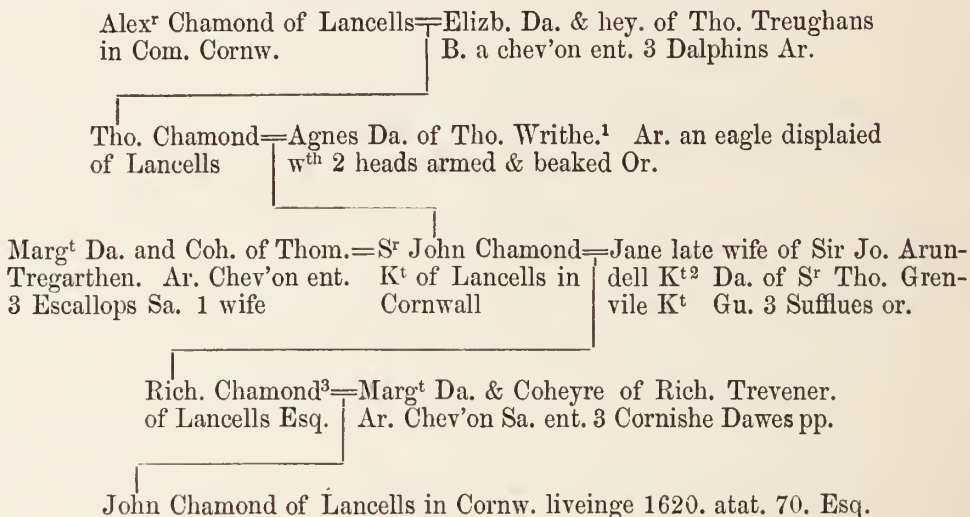 Alexʳ Chamond of Lancells=Elizb. Da. & hey. of Tho. Treughans
in Com. Cornw. B. a chev'on ent. 3 Dalphins Ar.
Tho. Chamond=Agnes Da. of Tho. Writhe.¹ Ar. an eagle displaied
of Lancells wᵗʰ 2 heads armed & beaked Or.
Margᵗ Da. and Coh. of Thom.=Sʳ John Chamond=Jane late wife of Sir Jo. Arun-
Tregarthen. Ar. Chev'on ent. Kᵗ of Lancells in dell Kᵗ² Da. of Sʳ Tho. Gren-
3 Escallops Sa. 1 wife Cornwall vile Kᵗ Gu. 3 Sufflues or.
Rich. Chamond³=Margᵗ Da. & Coheyre of Rich. Trevener.
of Lancells Esq. Ar. Chev'on Sa. ent. 3 Cornishe Dawes pp.
John Chamond of Lancells in Cornw. liveinge 1620. atat. 70. Esq.